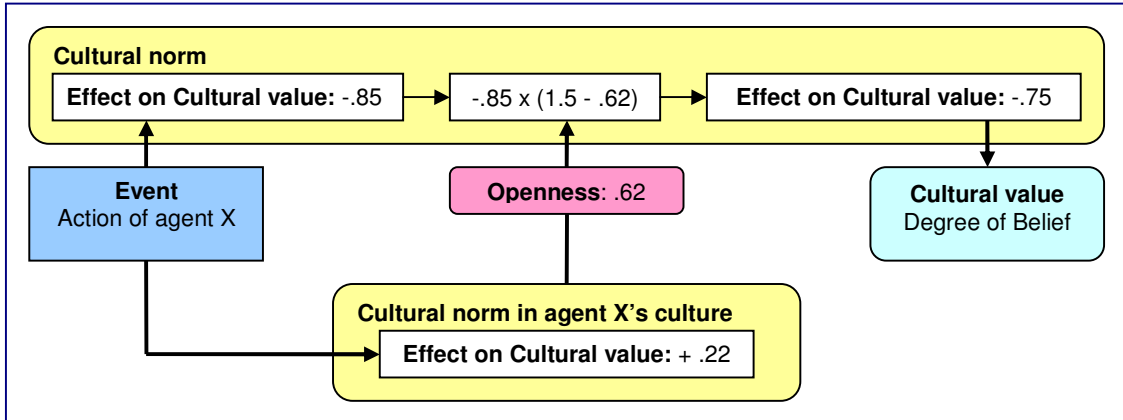 Cultural norm
Effect on Cultural value: -.85
-.85 x (1.5 - .62)
Effect on Cultural value: -.75
Event
Action of agent X
Openness: .62
Cultural value
Degree of Belief
Cultural norm in agent X’s culture
Effect on Cultural value: + .22